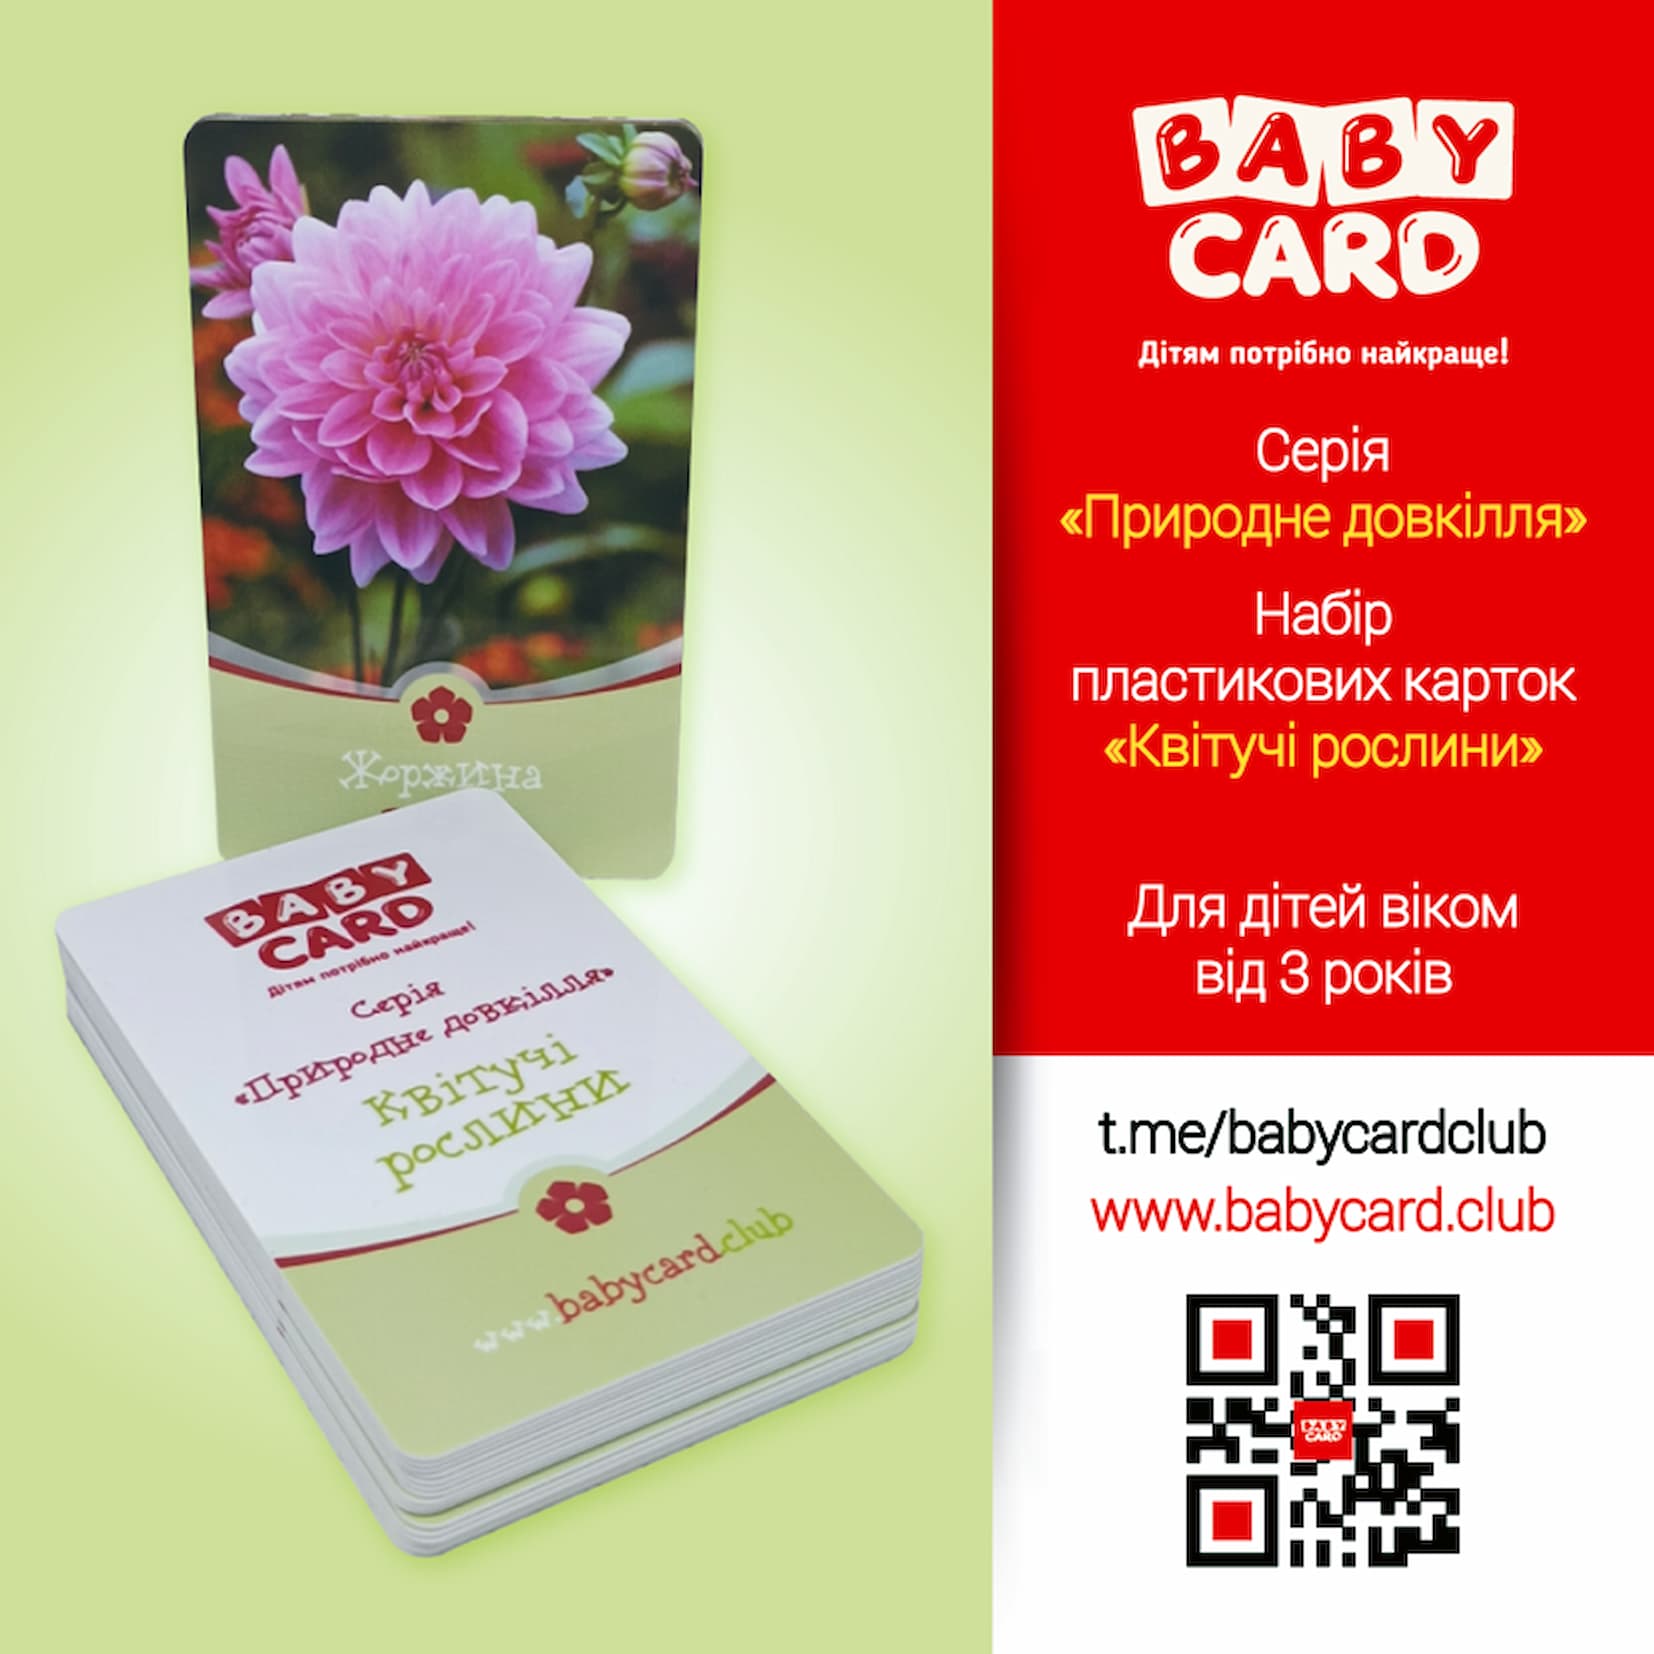 Жоржина
BABY
CARD
Дітям потрібно найкраще!
Серія
«Природне довкілля»
Квітучі
рослини
www.babycard.club
BABY
CARD
Дітям потрібно найкраще!
Серія
«Природне довкілля»
Набір
пластикових карток
«Квітучі рослини»
Для дітей віком
від 3 років
t.me/babycardclub
www.babycard.club
BABY
CARD